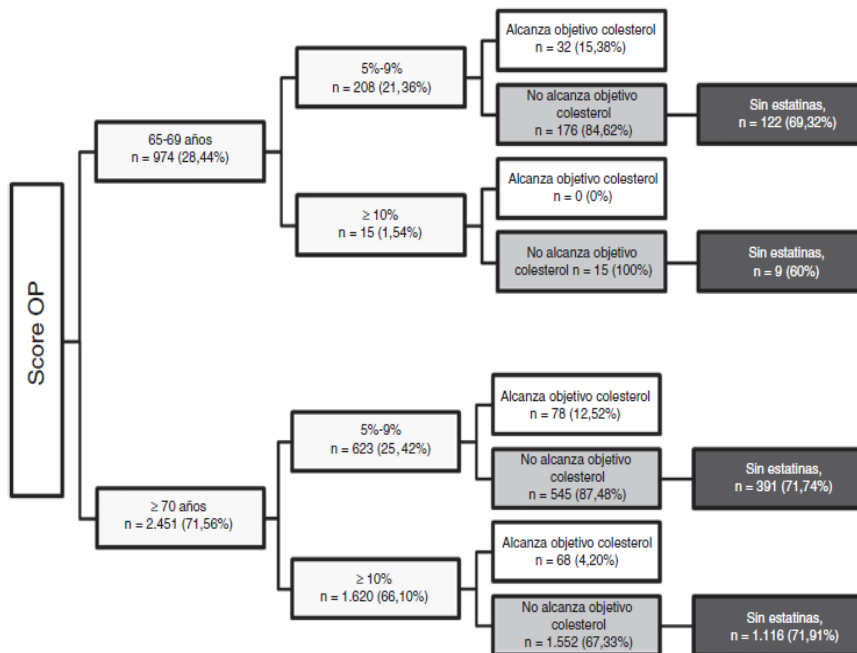 Score OP
65-69 años
n = 974 (28,44%)
5%-9%
n = 208 (21,36%)
Alcanza objetivo colesterol
n = 32 (15,38%)
No alcanza objetivo
colesterol
n = 176 (84,62%)
Sin estatinas,
n = 122 (69,32%)
≥ 10%
n = 15 (1,54%)
Alcanza objetivo colesterol
n = 0 (0%)
No alcanza objetivo
colesterol n = 15 (100%)
Sin estatinas,
n = 9 (60%)
≥ 70 años
n = 2.451 (71,56%)
5%-9%
n = 623 (25,42%)
Alcanza objetivo colesterol
n = 78 (12,52%)
No alcanza objetivo
colesterol
n = 545 (87,48%)
Sin estatinas,
n = 391 (71,74%)
≥ 10%
n = 1.620 (66,10%)
Alcanza objetivo colesterol
n = 68 (4,20%)
No alcanza objetivo
colesterol
n = 1.552 (67,33%)
Sin estatinas,
n = 1.116 (71,91%)